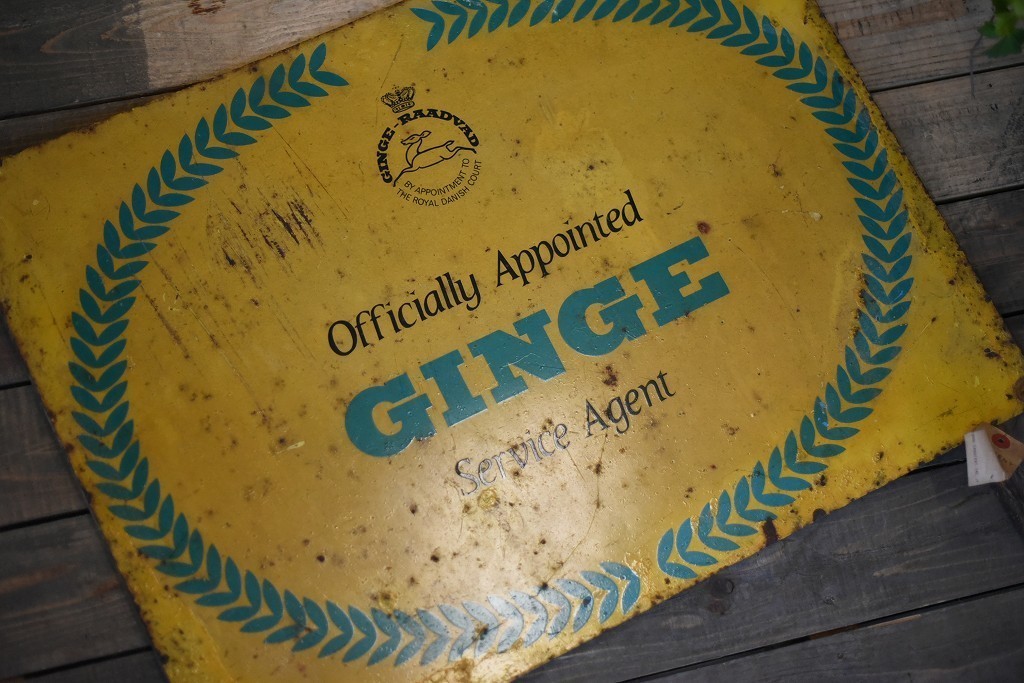 GINGE-RAADVAD
BY APPOINTMENT TO
THE ROYAL DANISH COURT
Officially Appointed
GINGE
Service Agent